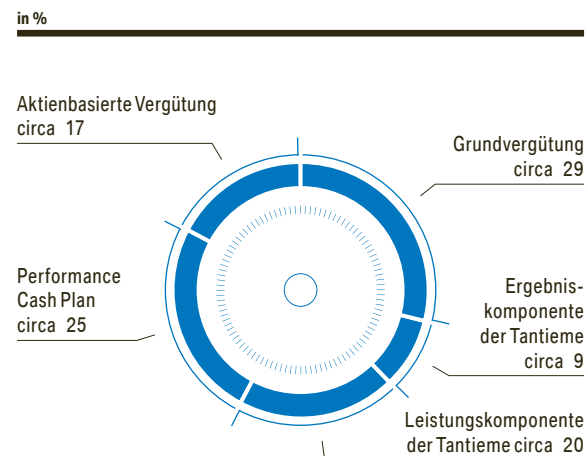 in %
Aktienbasierte Vergütung
circa 17
Grundvergütung
circa 29
Performance
Cash Plan
circa 25
Ergebnis-
komponente
der Tantieme
circa 9
Leistungskomponente
der Tantieme circa 20